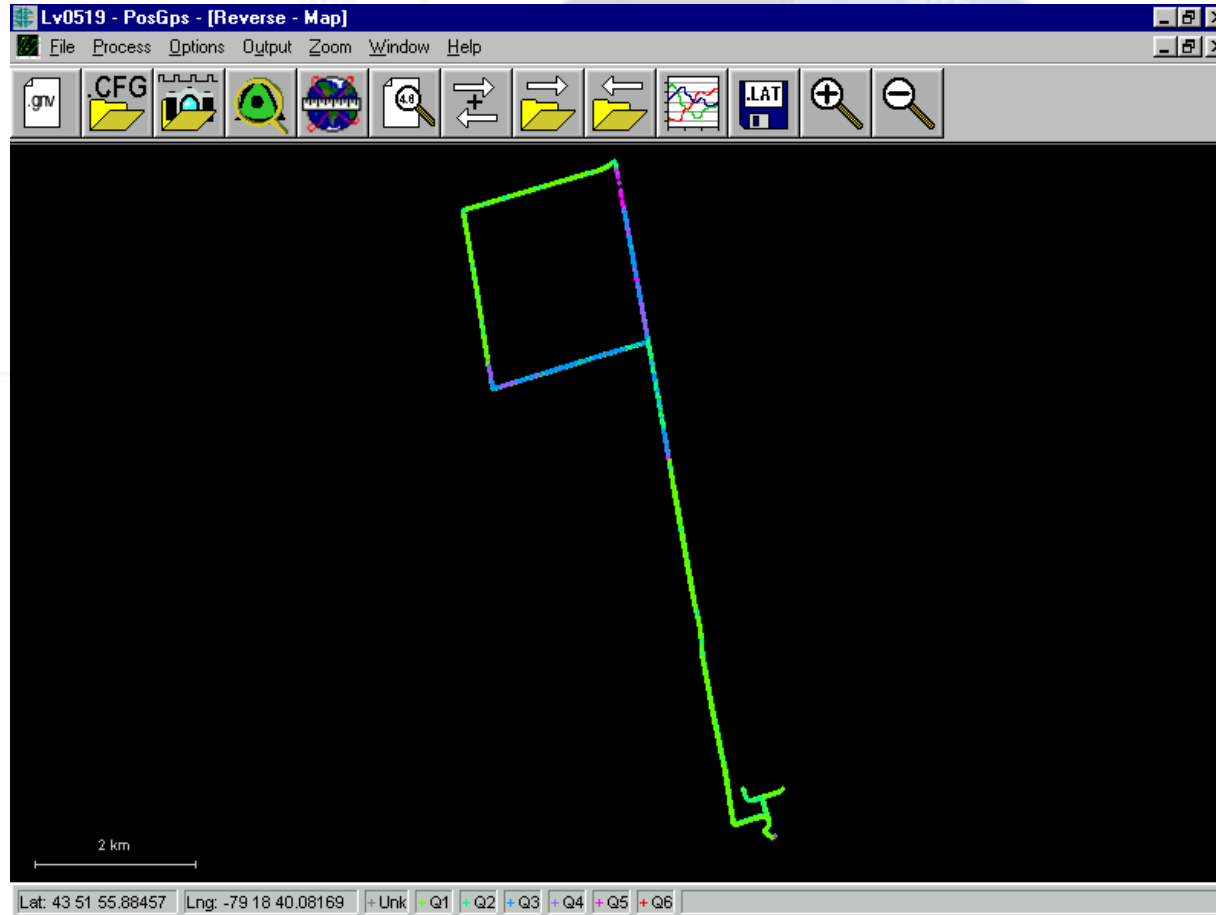 Lv0519 - PosGps - [Reverse - Map]
File Process Options Output Zoom Window Help
.gnv .CFG 4.0 .LAT
2 km
Lat: 43 51 55.88457 Lng: -79 18 40.08169 + Unk + Q1 + Q2 + Q3 + Q4 + Q5 + Q6